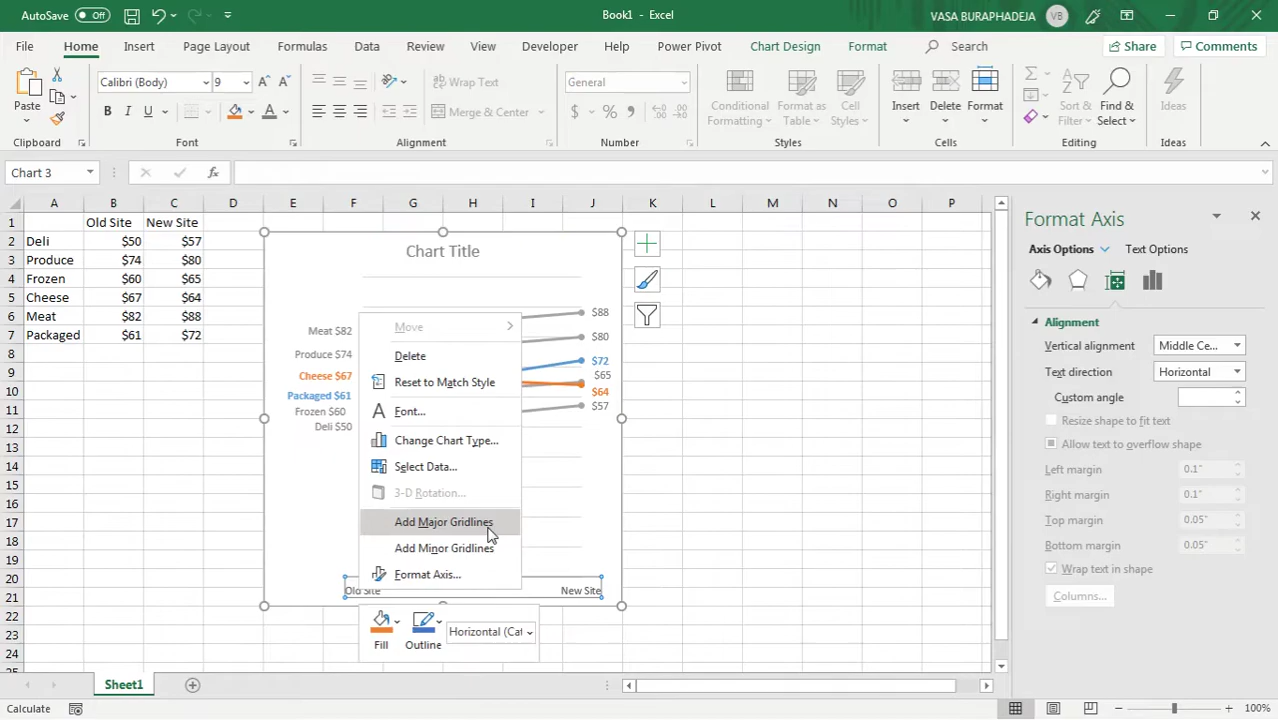 AutoSave Off Book1 - Excel VASA BURAPHADEJA VB
File Home Insert Page Layout Formulas Data Review View Developer Help Power Pivot Chart Design Format Search Share Comments
Paste Calibri (Body) 9 A A Wrap Text General Conditional Formatting Format as Table Cell Styles Insert Delete Format Sort & Filter Find & Select Ideas
B I U A Merge & Center $ % ,
Clipboard Font Alignment Number Styles Cells Editing Ideas
Chart 3 fx
A B C D E F G H I J K L M N O P
1 Old Site New Site
2 Deli $50 $57
3 Produce $74 $80
4 Frozen $60 $65
5 Cheese $67 $64
6 Meat $82 $88
7 Packaged $61 $72
8
9
10
11
12
13
14
15
16
17
18
19
20
21
22
23
24
25
Chart Title
Meat $82
Produce $74
Cheese $67
Packaged $61
Frozen $60
Deli $50
$88
$80
$72
$65
$64
$57
Old Site New Site
Move
Delete
Reset to Match Style
Font...
Change Chart Type...
Select Data...
3-D Rotation...
Add Major Gridlines
Add Minor Gridlines
Format Axis...
Fill Outline Horizontal (Cat
Format Axis
Axis Options Text Options
Alignment
Vertical alignment Middle Ce...
Text direction Horizontal
Custom angle
Resize shape to fit text
Allow text to overflow shape
Left margin 0.1"
Right margin 0.1"
Top margin 0.05"
Bottom margin 0.05"
Wrap text in shape
Columns...
Sheet1
Calculate 100%